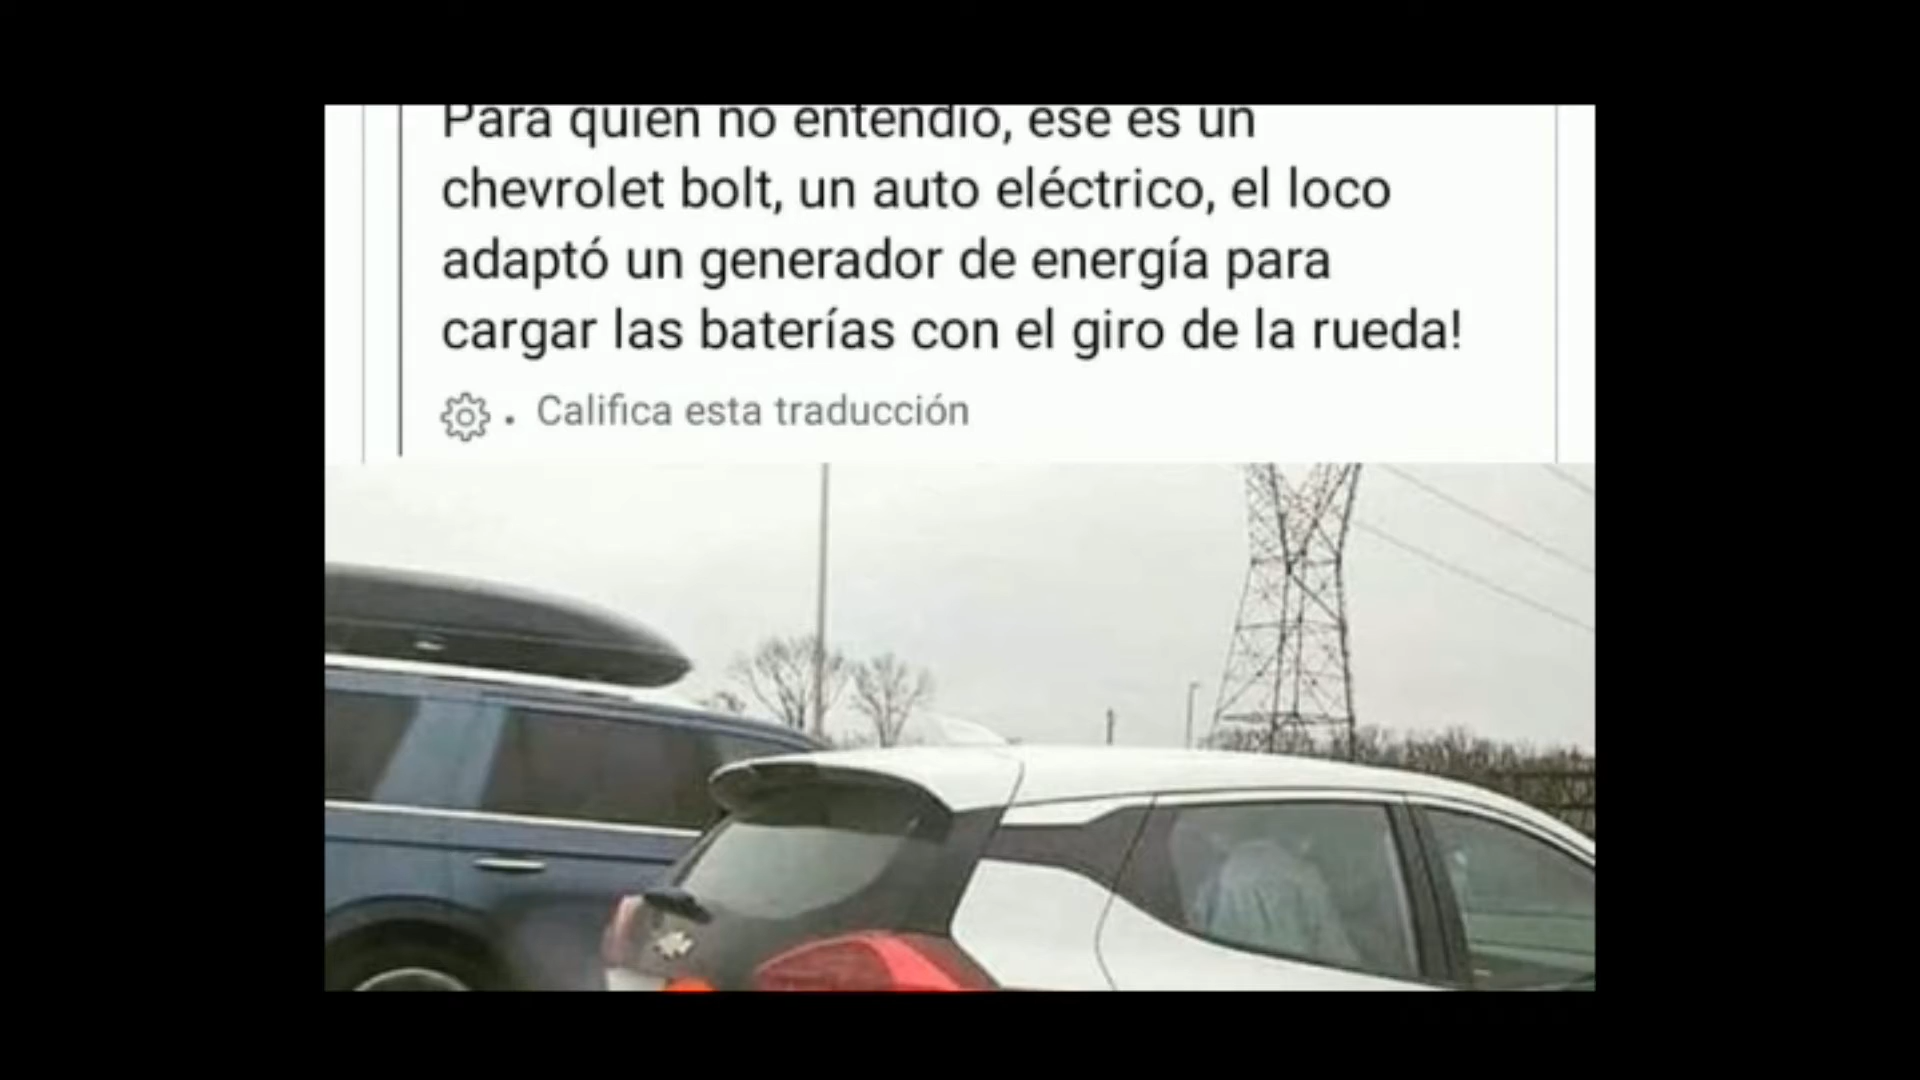 Para quien no entendió, ese es un
chevrolet bolt, un auto eléctrico, el loco
adaptó un generador de energía para
cargar las baterías con el giro de la rueda!
. Califica esta traducción